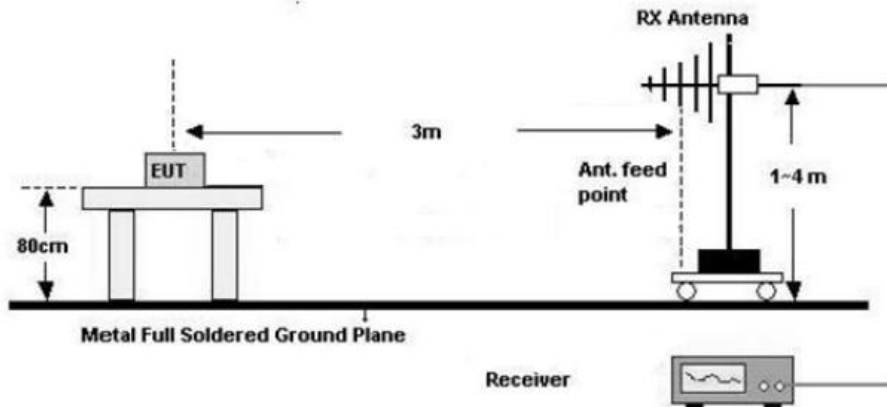 RX Antenna
3m
EUT
Ant. feed
point
1~4 m
80cm
Metal Full Soldered Ground Plane
Receiver